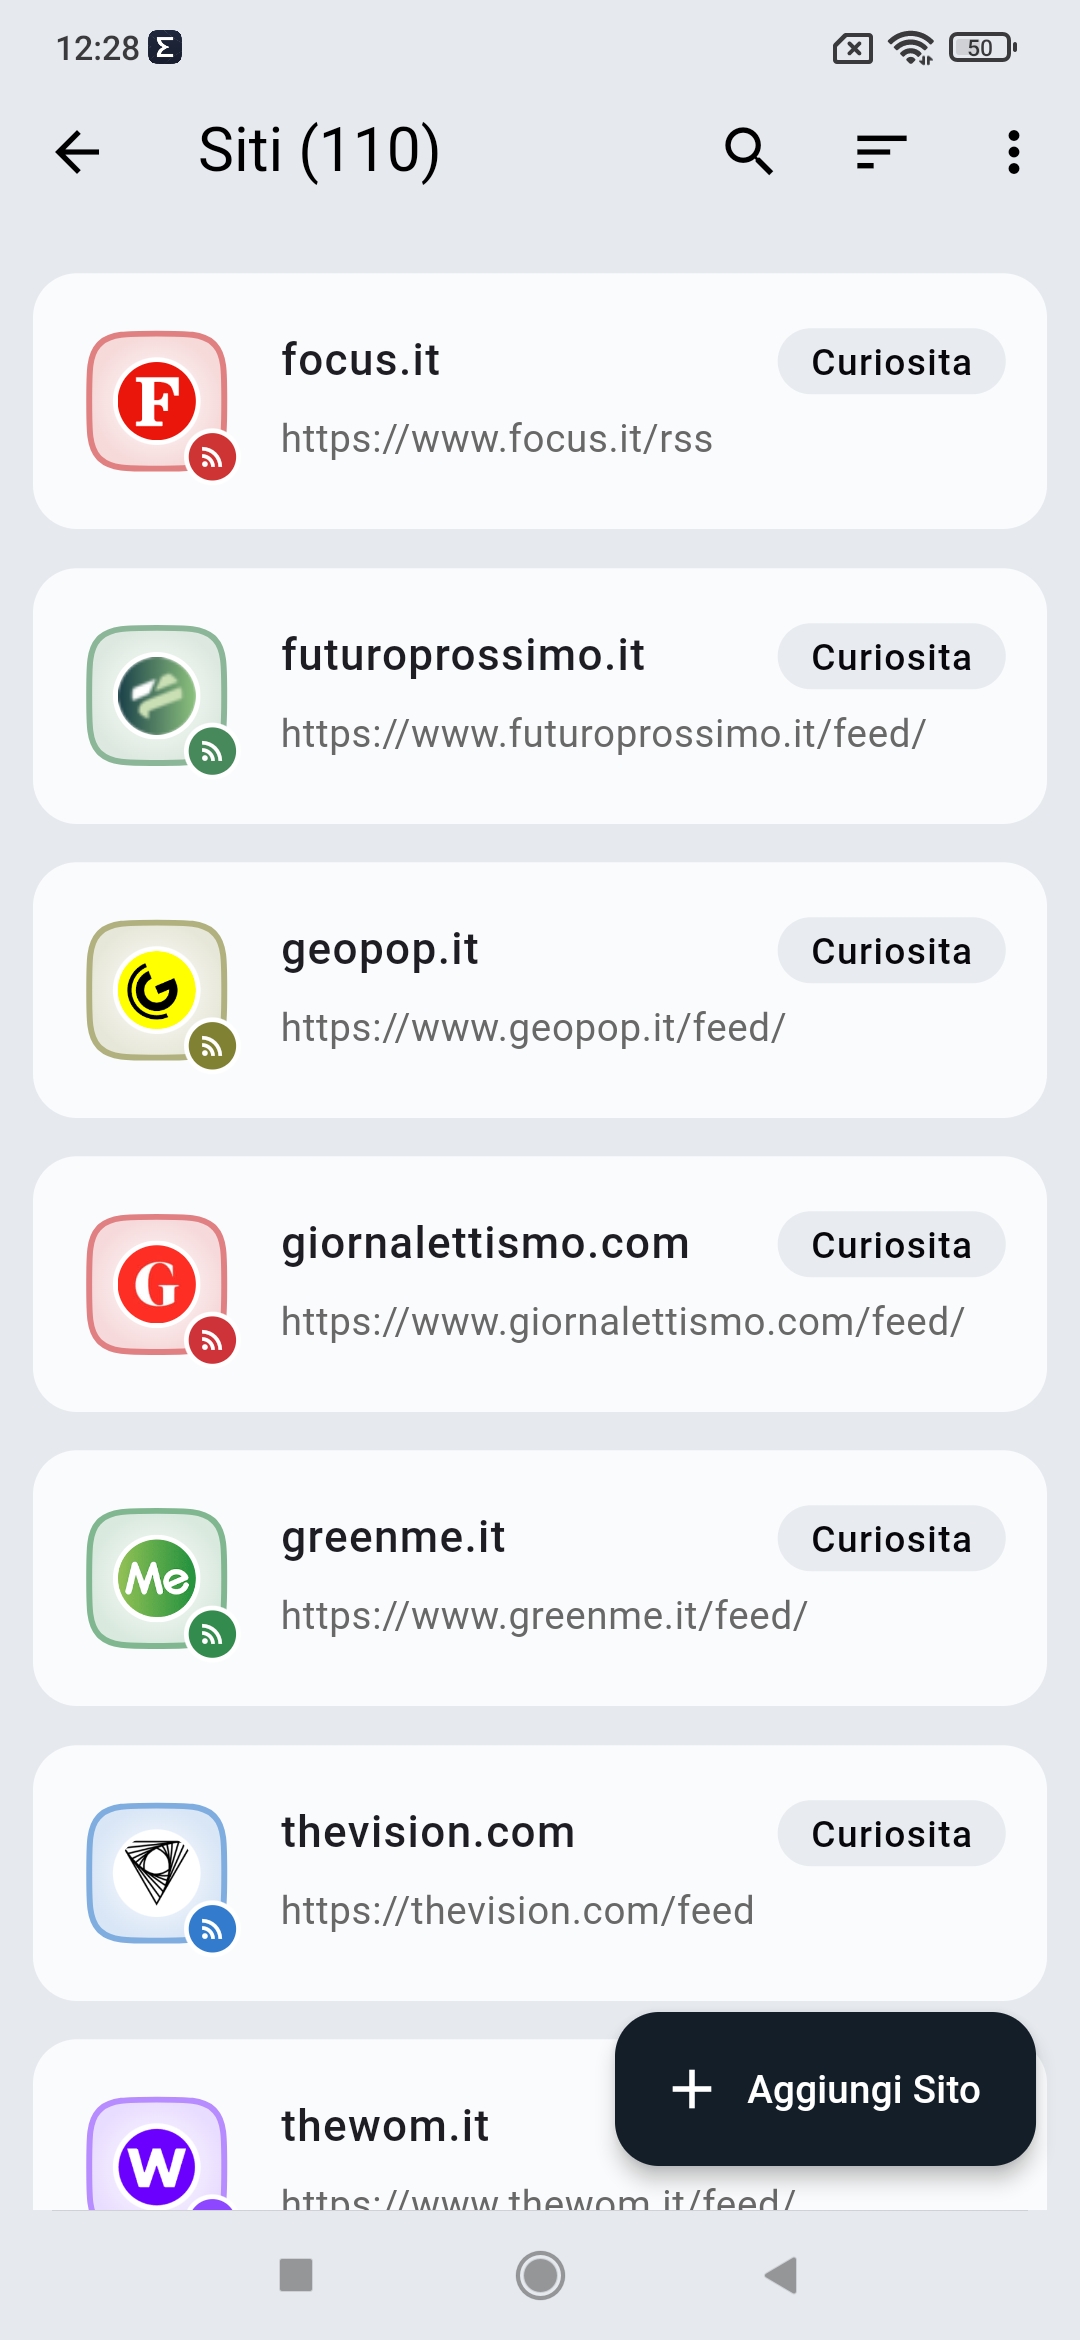 12:28
50
Siti (110)
focus.it
Curiosita
https://www.focus.it/rss
futuroprossimo.it
Curiosita
https://www.futuroprossimo.it/feed/
geopop.it
Curiosita
https://www.geopop.it/feed/
giornalettismo.com
Curiosita
https://www.giornalettismo.com/feed/
greenme.it
Curiosita
https://www.greenme.it/feed/
thevision.com
Curiosita
https://thevision.com/feed
Aggiungi Sito
thewom.it
https://www.thewom.it/feed/
F
G
Me
W